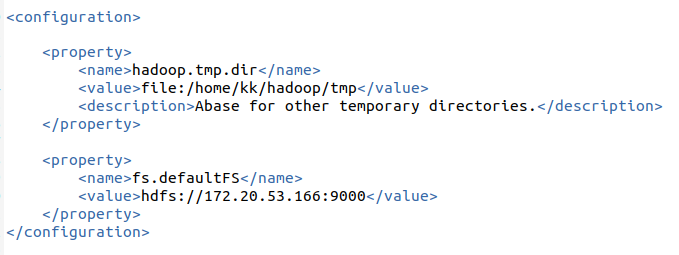 <configuration>
<property>
<name>hadoop.tmp.dir</name>
<value>file:/home/kk/hadoop/tmp</value>
<description>Abase for other temporary directories.</description>
</property>
<property>
<name>fs.defaultFS</name>
<value>hdfs://172.20.53.166:9000</value>
</property>
</configuration>